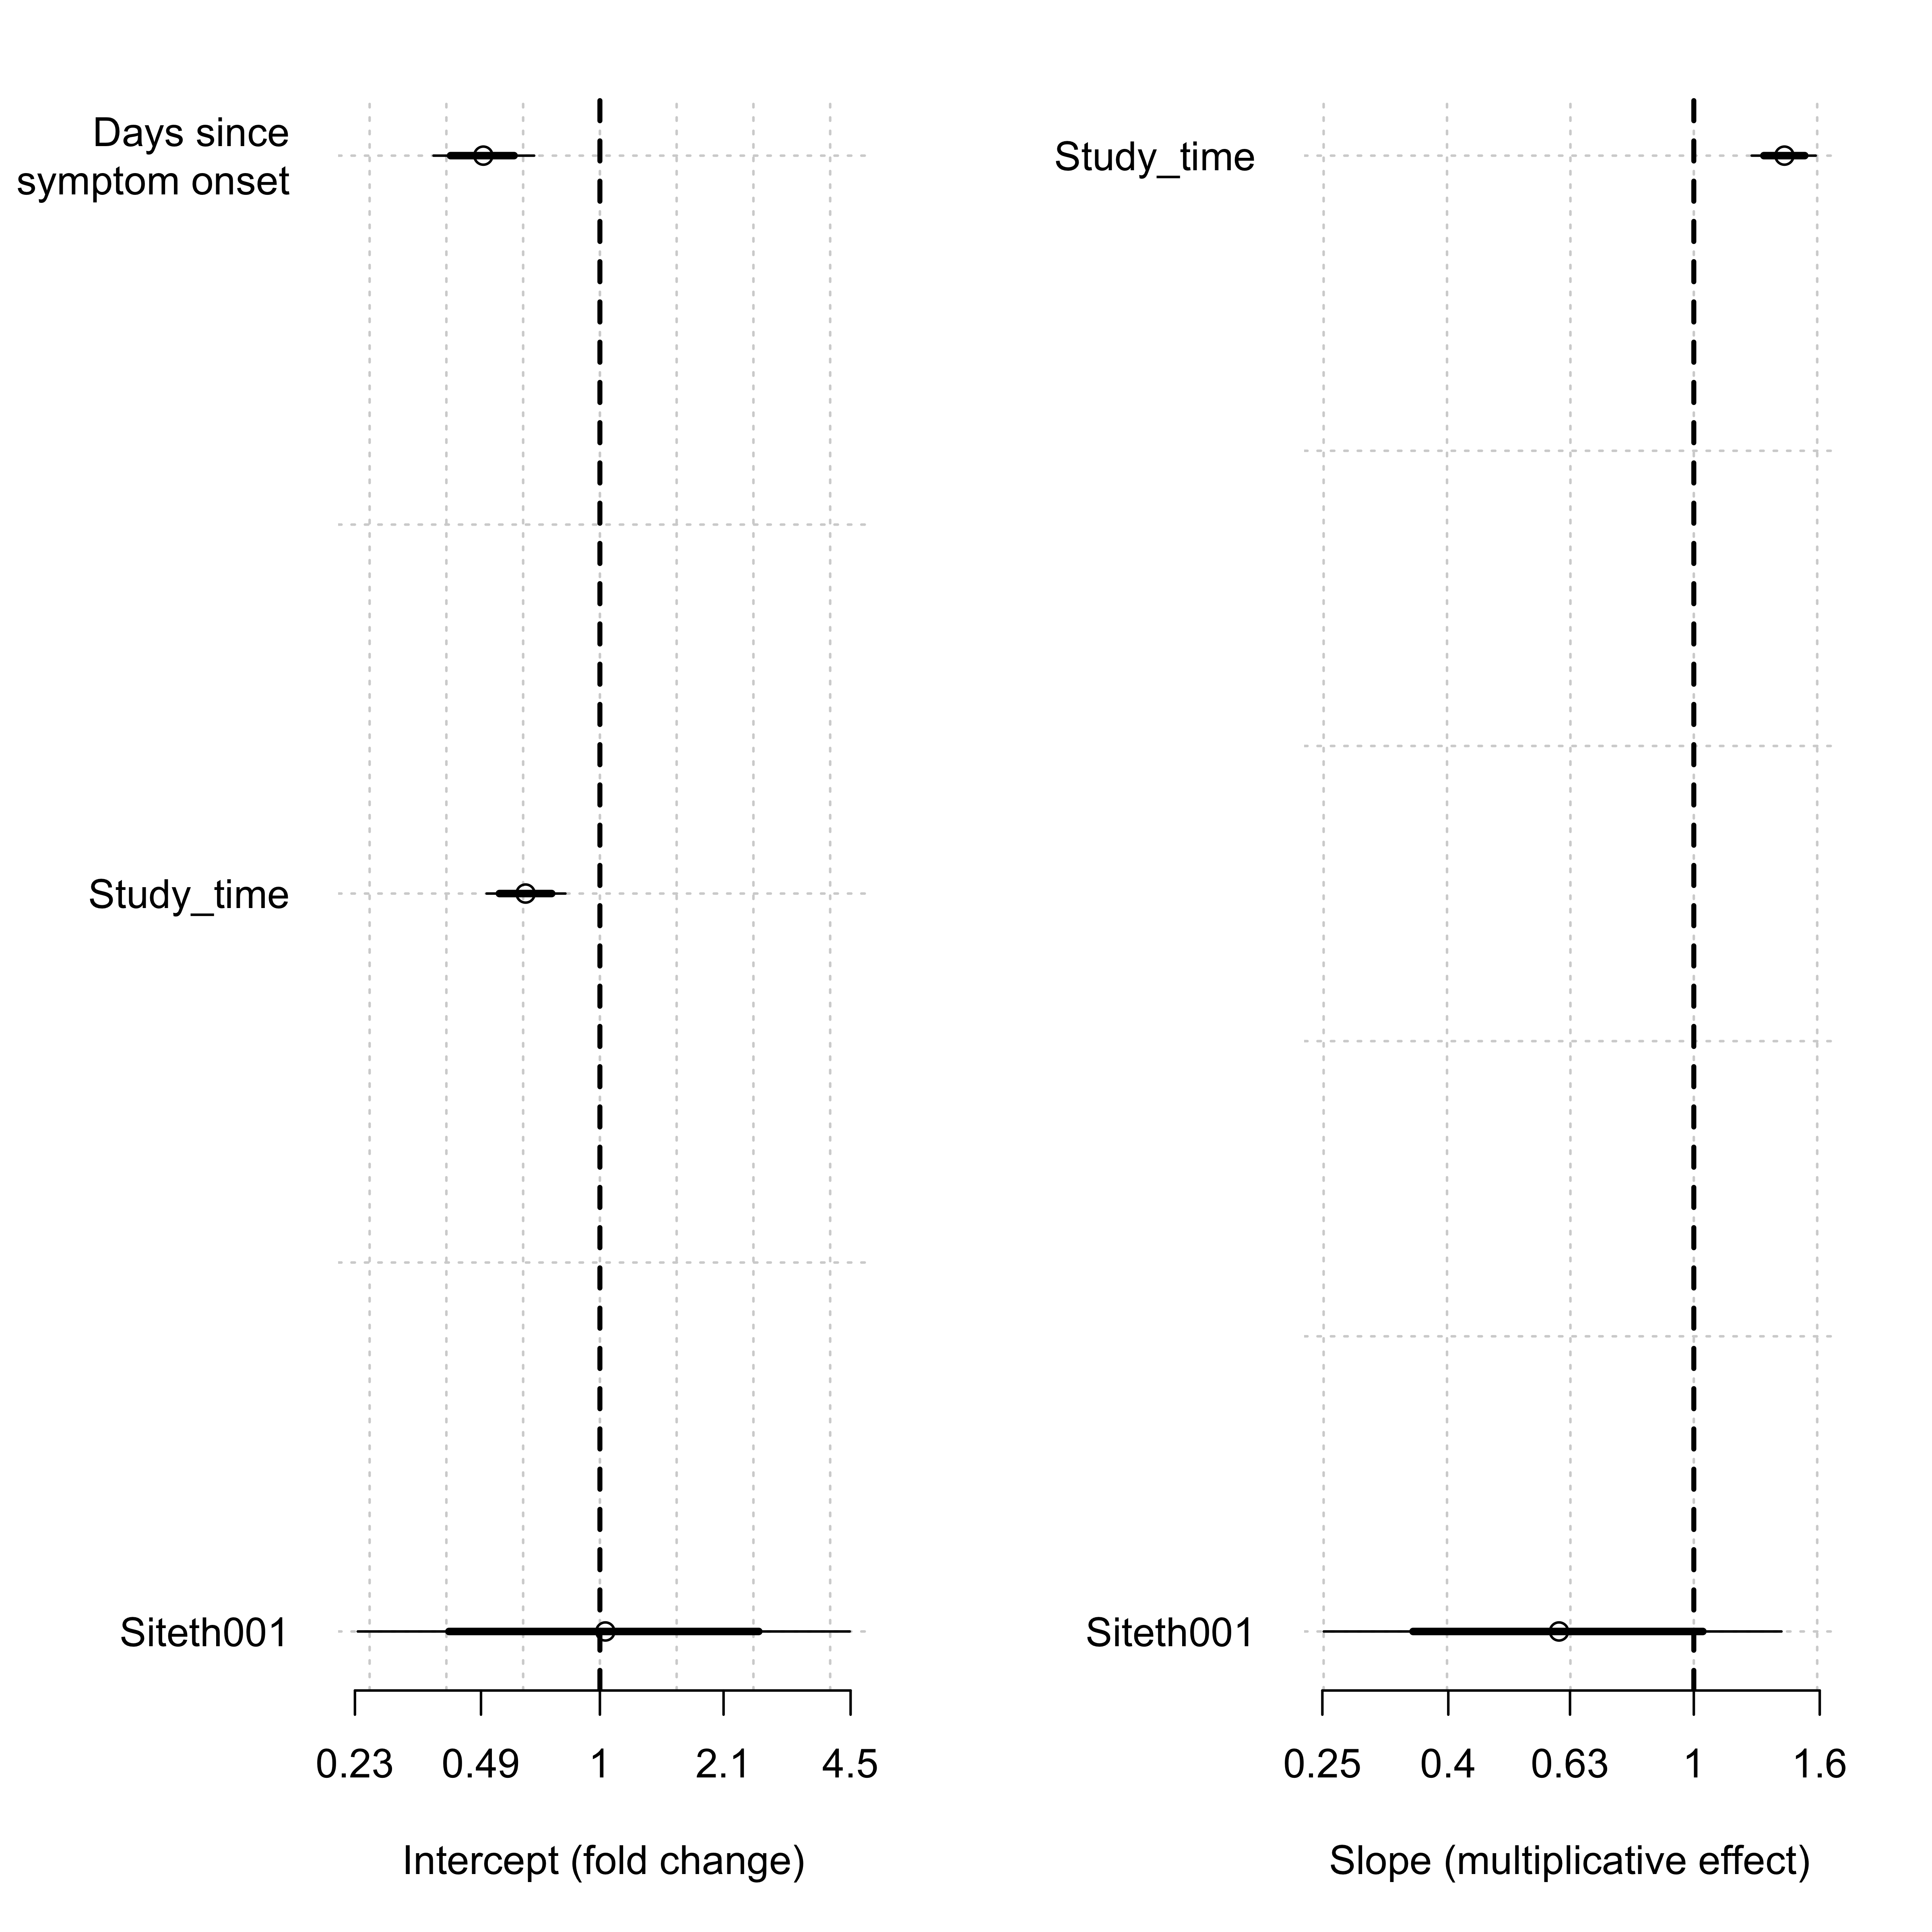 Days since
symptom onset
Study_time
Siteth001
0.23 0.49 1 2.1 4.5
Intercept (fold change)
Study_time
Siteth001
0.25 0.4 0.63 1 1.6
Slope (multiplicative effect)